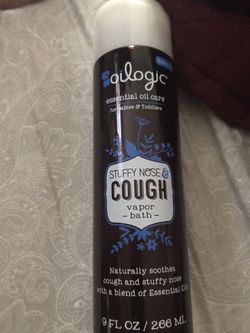 oilogic
essential oil care
for Babies & Toddlers
STUFFY NOSE &
COUGH
vapor
- bath -
Naturally soothes
cough and stuffy nose
with a blend of Essential Oils
9 FL OZ / 266 ML